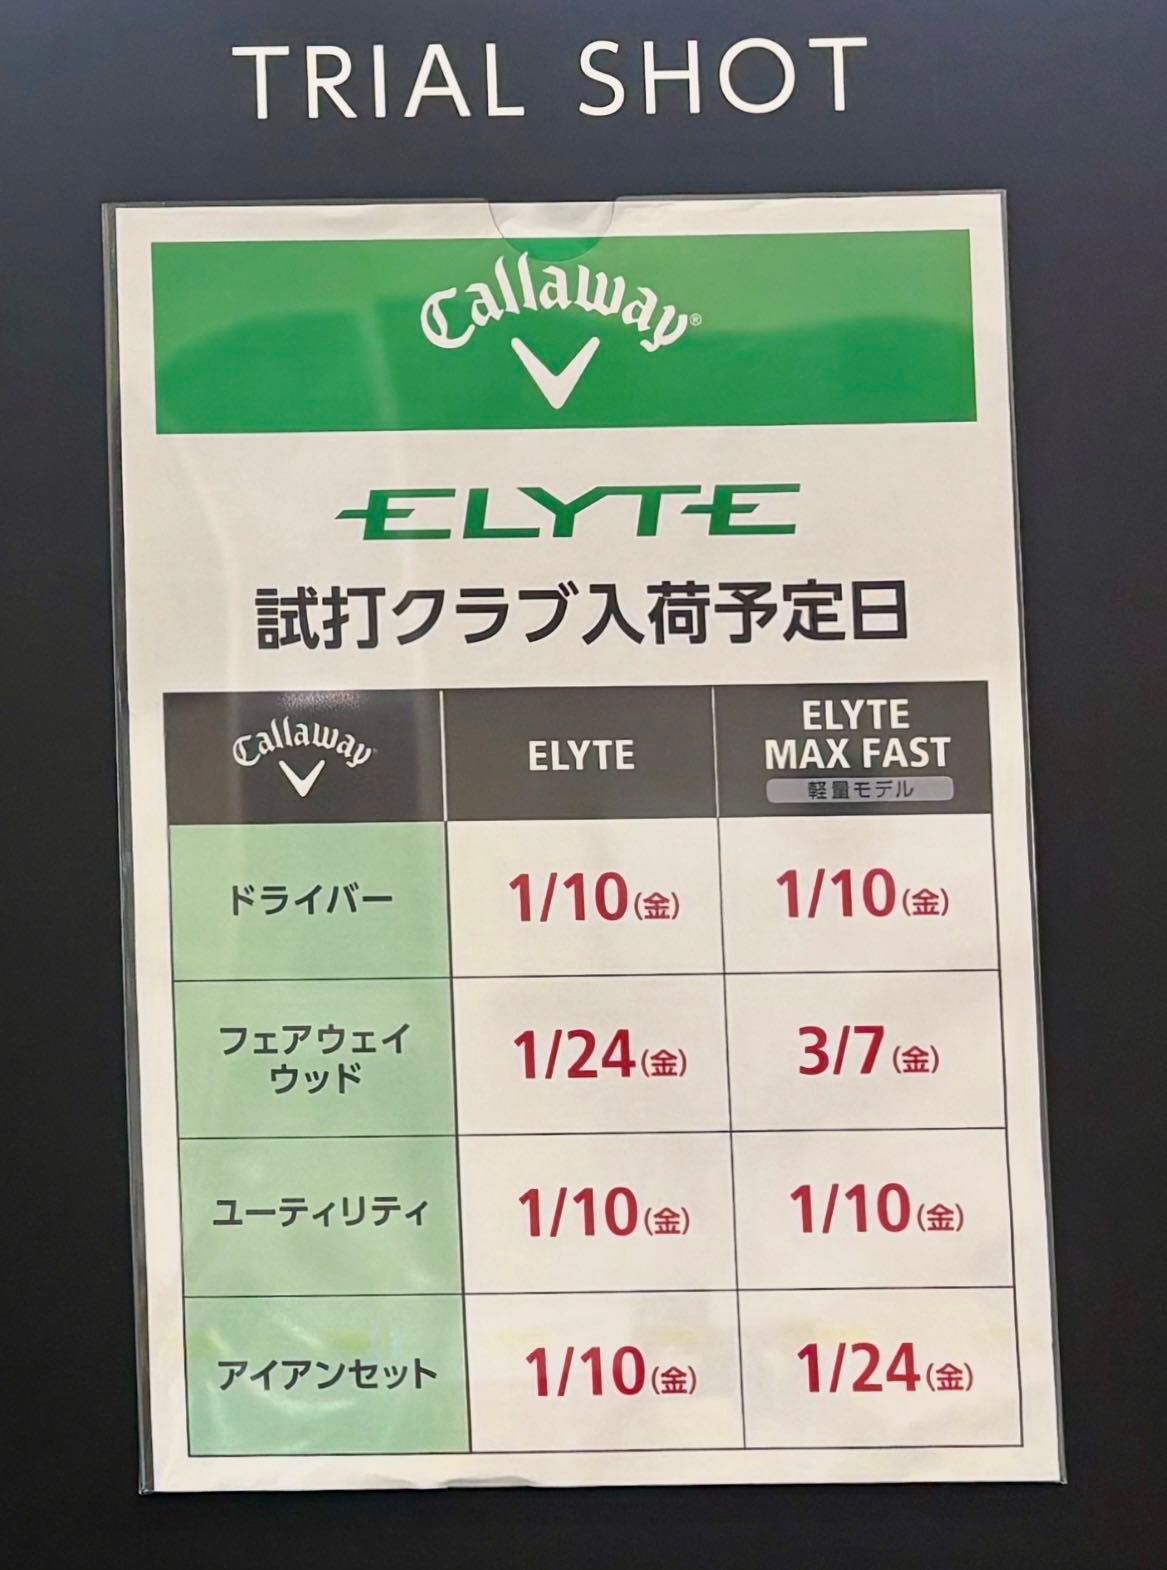 TRIAL SHOT
Callaway®
ELYTE
試打クラブ入荷予定日
Callaway
ELYTE
ELYTE
MAX FAST
軽量モデル
ドライバー
1/10(金)
1/10(金)
フェアウェイ
ウッド
1/24(金)
3/7(金)
ユーティリティ
1/10(金)
1/10(金)
アイアンセット
1/10(金)
1/24(金)